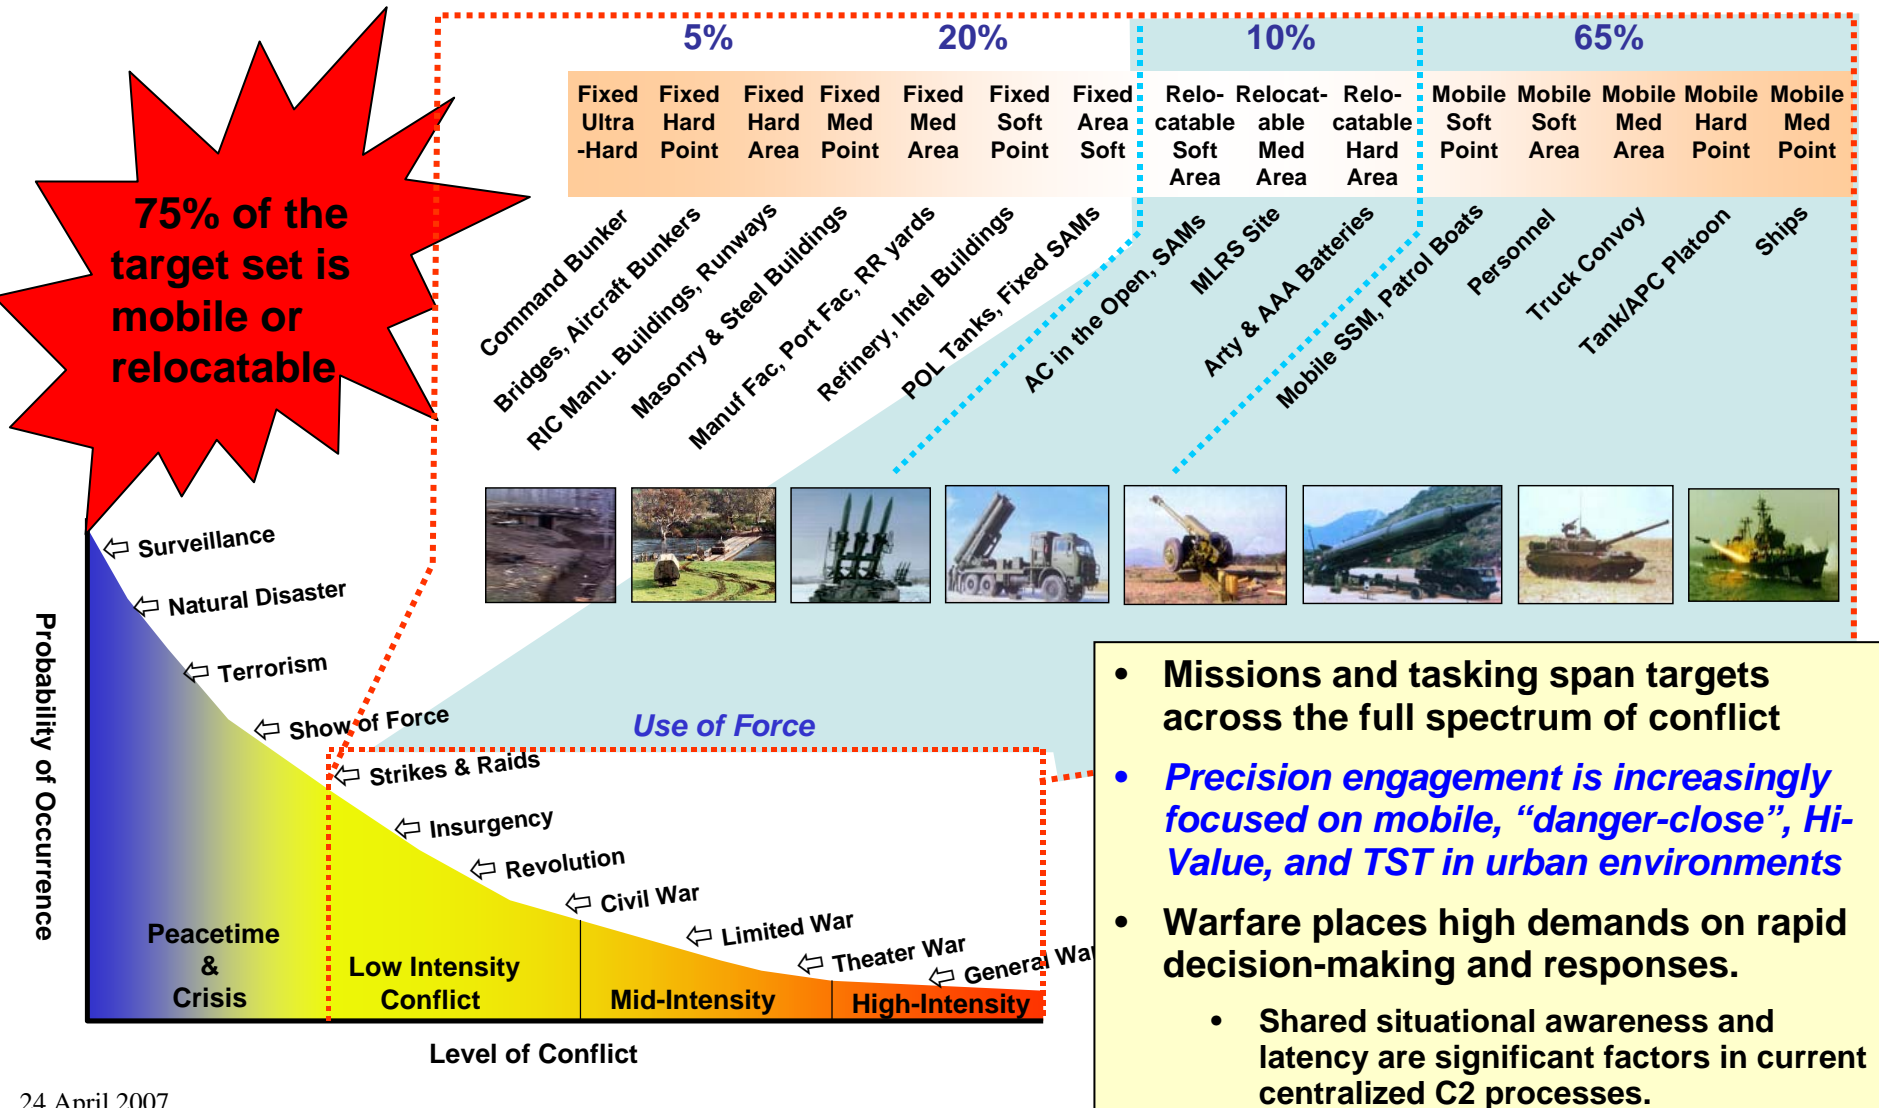 5% 20% 10% 65%
Fixed Ultra -Hard
Fixed Hard Point
Fixed Hard Area
Fixed Med Point
Fixed Med Area
Fixed Soft Point
Fixed Area Soft
Relo- catable Soft Area
Relocat- able Med Area
Relo- catable Hard Area
Mobile Soft Point
Mobile Soft Area
Mobile Med Area
Mobile Hard Point
Mobile Med Point
75% of the
target set is
mobile or
relocatable
Command Bunker
Bridges, Aircraft Bunkers
RIC Manu. Buildings, Runways
Masonry & Steel Buildings
Manuf Fac, Port Fac, RR yards
Refinery, Intel Buildings
POL Tanks, Fixed SAMs
AC in the Open, SAMs
MLRS Site
Arty & AAA Batteries
Mobile SSM, Patrol Boats
Personnel
Truck Convoy
Tank/APC Platoon
Ships
Probability of Occurrence
Surveillance
Natural Disaster
Terrorism
Show of Force
Use of Force
Strikes & Raids
Insurgency
Revolution
Civil War
Limited War
Theater War
General War
Peacetime
&
Crisis
Low Intensity
Conflict
Mid-Intensity
High-Intensity
Level of Conflict
• Missions and tasking span targets
across the full spectrum of conflict
• Precision engagement is increasingly
focused on mobile, “danger-close”, Hi-
Value, and TST in urban environments
• Warfare places high demands on rapid
decision-making and responses.
• Shared situational awareness and
latency are significant factors in current
centralized C2 processes.
24 April 2007